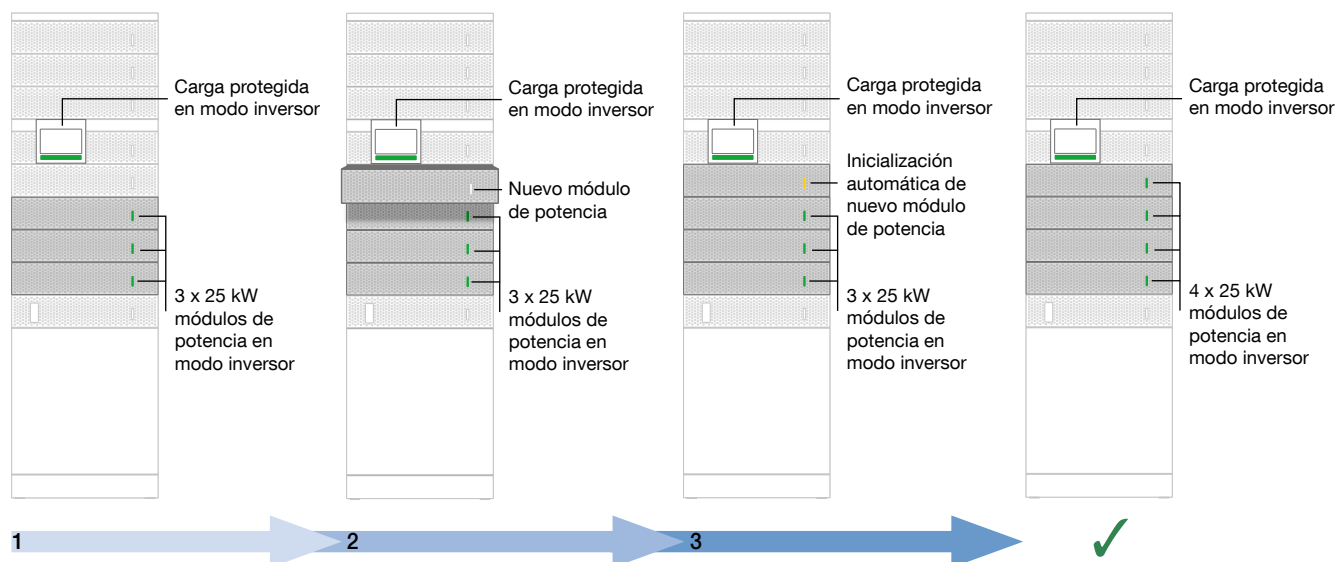 Carga protegida
en modo inversor
3 x 25 kW
módulos de
potencia en
modo inversor
Carga protegida
en modo inversor
Nuevo módulo
de potencia
3 x 25 kW
módulos de
potencia en
modo inversor
Carga protegida
en modo inversor
Inicialización
automática de
nuevo módulo
de potencia
3 x 25 kW
módulos de
potencia en
modo inversor
Carga protegida
en modo inversor
4 x 25 kW
módulos de
potencia en
modo inversor
1
2
3